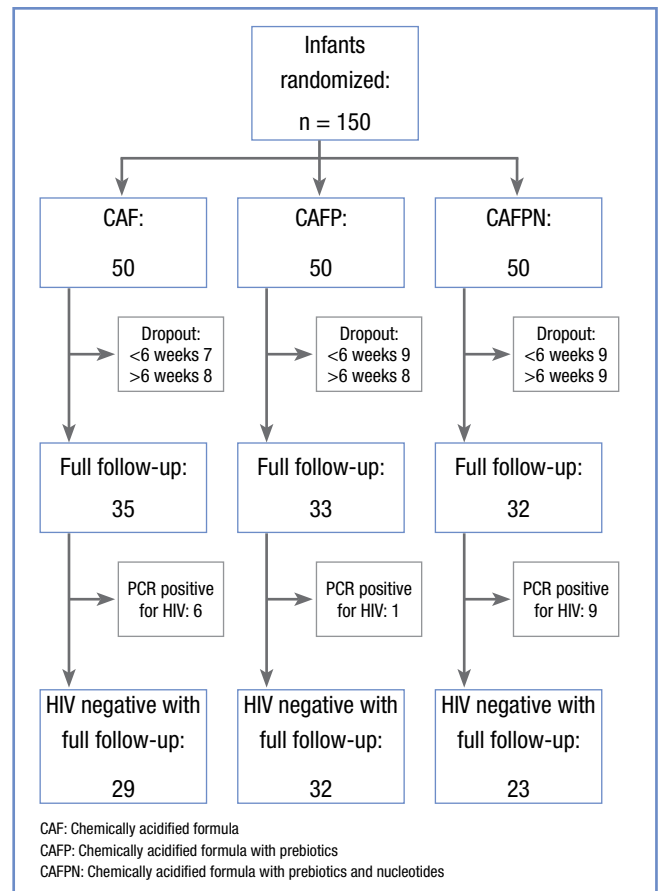 Infants
randomized:
n = 150
CAF:
50
CAFP:
50
CAFPN:
50
Dropout:
<6 weeks 7
>6 weeks 8
Dropout:
<6 weeks 9
>6 weeks 8
Dropout:
<6 weeks 9
>6 weeks 9
Full follow-up:
35
Full follow-up:
33
Full follow-up:
32
PCR positive
for HIV: 6
PCR positive
for HIV: 1
PCR positive
for HIV: 9
HIV negative with
full follow-up:
29
HIV negative with
full follow-up:
32
HIV negative with
full follow-up:
23
CAF: Chemically acidified formula
CAFP: Chemically acidified formula with prebiotics
CAFPN: Chemically acidified formula with prebiotics and nucleotides